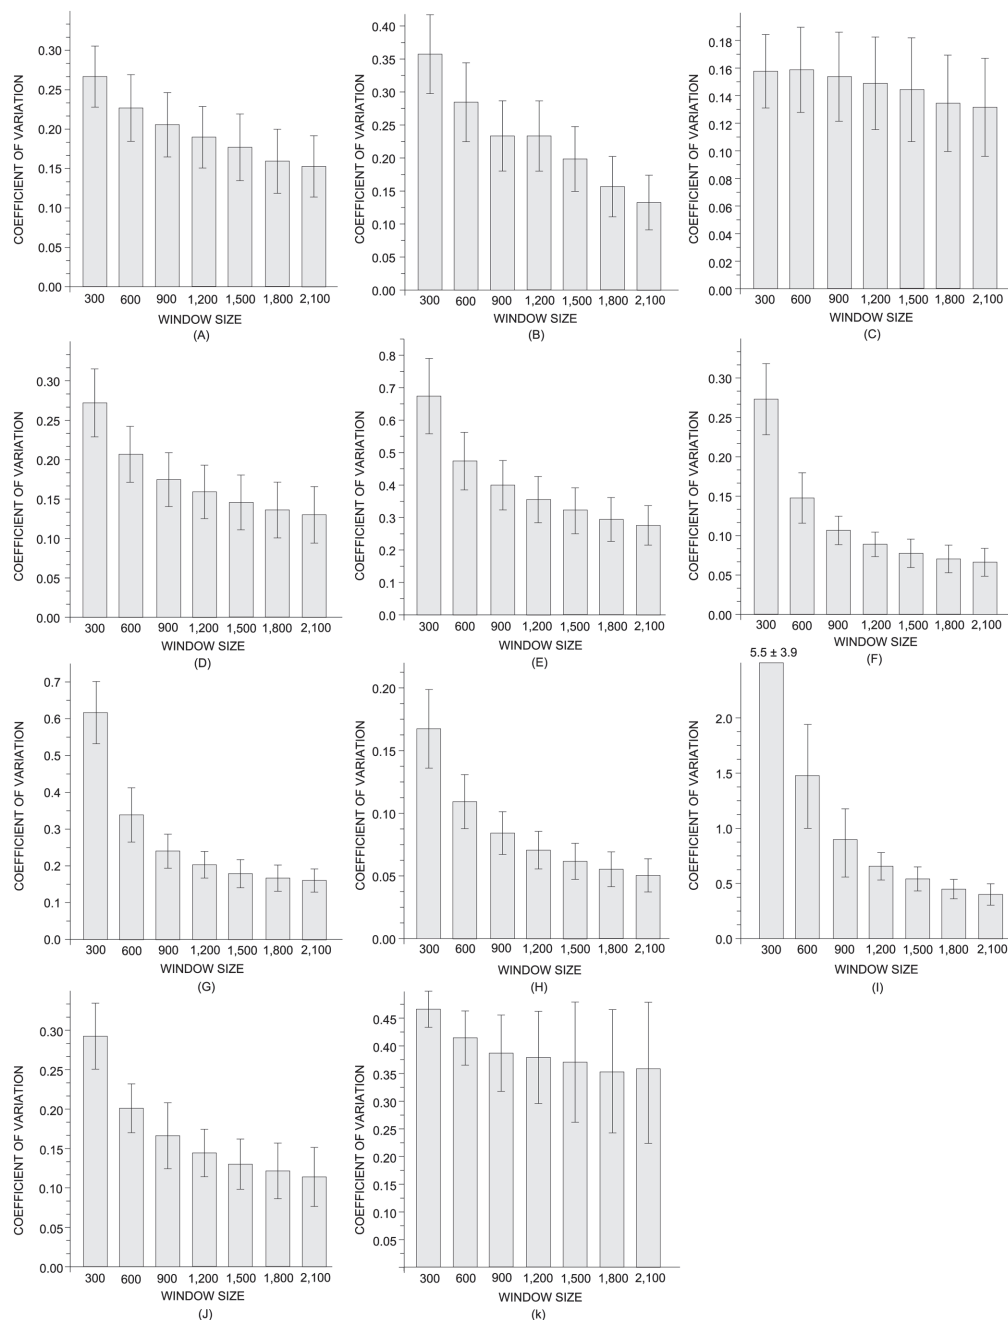 COEFFICIENT OF VARIATION
0.30
0.25
0.20
0.15
0.10
0.05
0.00
300 600 900 1,200 1,500 1,800 2,100
WINDOW SIZE
(A)
COEFFICIENT OF VARIATION
0.40
0.35
0.30
0.25
0.20
0.15
0.10
0.05
0.00
300 600 900 1,200 1,500 1,800 2,100
WINDOW SIZE
(B)
COEFFICIENT OF VARIATION
0.18
0.16
0.14
0.12
0.10
0.08
0.06
0.04
0.02
0.00
300 600 900 1,200 1,500 1,800 2,100
WINDOW SIZE
(C)
COEFFICIENT OF VARIATION
0.30
0.25
0.20
0.15
0.10
0.05
0.00
300 600 900 1,200 1,500 1,800 2,100
WINDOW SIZE
(D)
COEFFICIENT OF VARIATION
0.8
0.7
0.6
0.5
0.4
0.3
0.2
0.1
0.0
300 600 900 1,200 1,500 1,800 2,100
WINDOW SIZE
(E)
COEFFICIENT OF VARIATION
0.30
0.25
0.20
0.15
0.10
0.05
0.00
300 600 900 1,200 1,500 1,800 2,100
WINDOW SIZE
(F)
COEFFICIENT OF VARIATION
0.7
0.6
0.5
0.4
0.3
0.2
0.1
0.0
300 600 900 1,200 1,500 1,800 2,100
WINDOW SIZE
(G)
COEFFICIENT OF VARIATION
0.20
0.15
0.10
0.05
0.00
300 600 900 1,200 1,500 1,800 2,100
WINDOW SIZE
(H)
5.5 ± 3.9
COEFFICIENT OF VARIATION
2.0
1.5
1.0
0.5
0.0
300 600 900 1,200 1,500 1,800 2,100
WINDOW SIZE
(I)
COEFFICIENT OF VARIATION
0.30
0.25
0.20
0.15
0.10
0.05
0.00
300 600 900 1,200 1,500 1,800 2,100
WINDOW SIZE
(J)
COEFFICIENT OF VARIATION
0.45
0.40
0.35
0.30
0.25
0.20
0.15
0.10
0.05
300 600 900 1,200 1,500 1,800 2,100
WINDOW SIZE
(k)